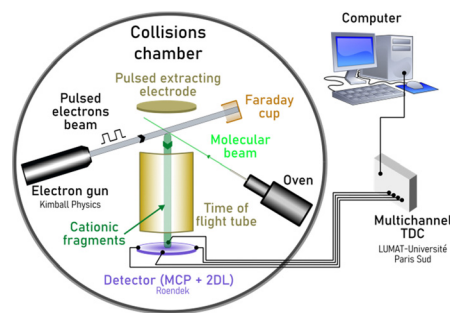 Collisions
chamber
Computer
Pulsed extracting
electrode
Pulsed
electrons
beam
Faraday
cup
Molecular
beam
Electron gun
Kimball Physics
Oven
Time of
flight tube
Cationic
fragments
Multichannel
TDC
LUMAT-Université
Paris Sud
Detector (MCP + 2DL)
Roendek